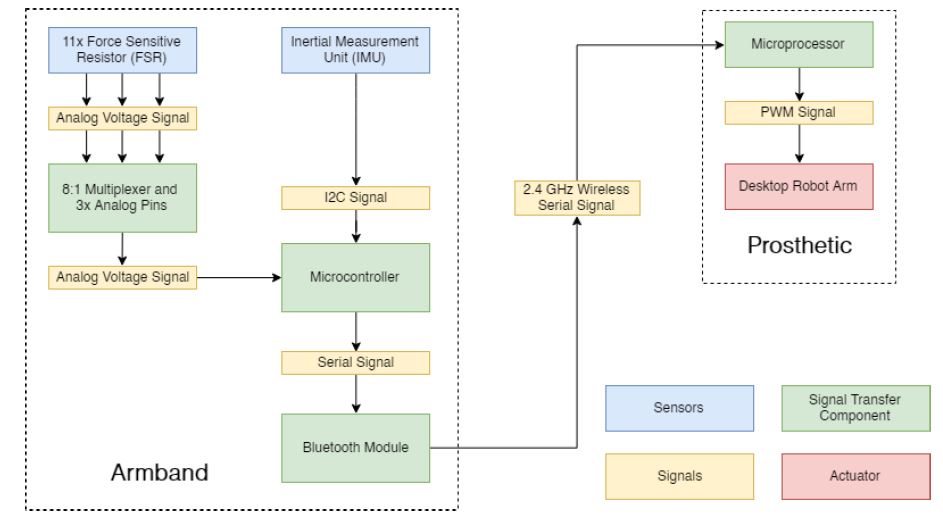 11x Force Sensitive
Resistor (FSR)
Analog Voltage Signal
8:1 Multiplexer and
3x Analog Pins
Analog Voltage Signal
Inertial Measurement
Unit (IMU)
I2C Signal
Microcontroller
Serial Signal
Bluetooth Module
Armband
2.4 GHz Wireless
Serial Signal
Microprocessor
PWM Signal
Desktop Robot Arm
Prosthetic
Sensors
Signal Transfer
Component
Signals
Actuator